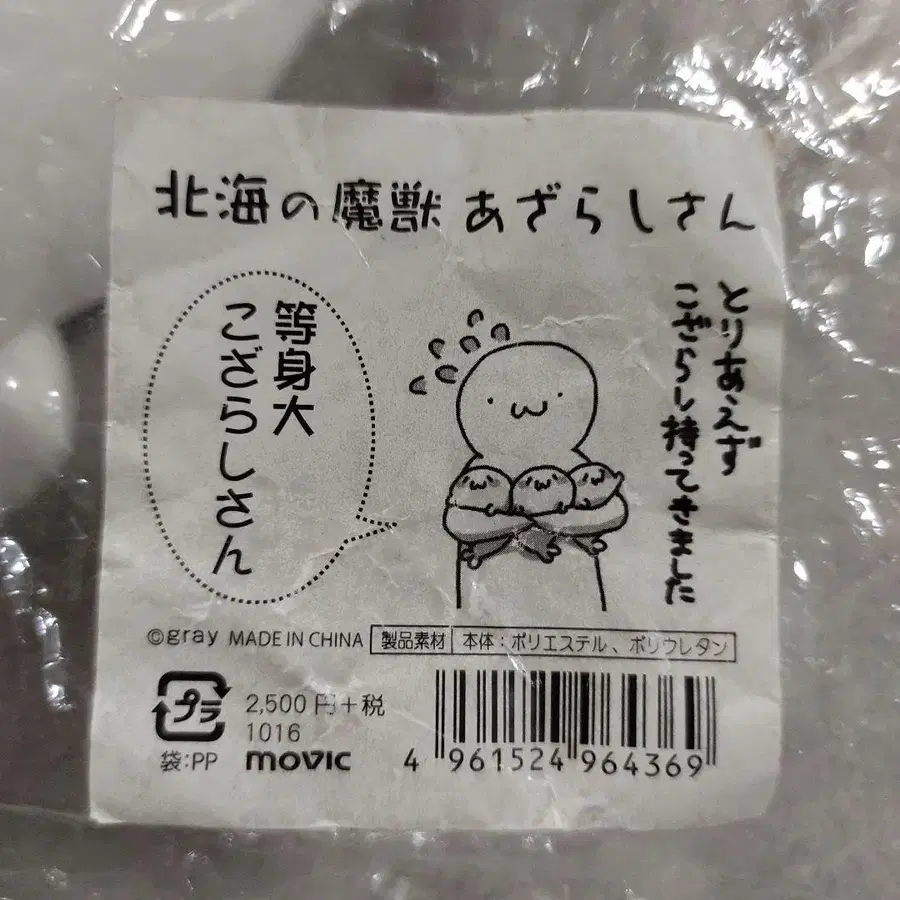 北海の魔獣あざらしさん
等身大
こざらしさん
とりあえず
こざらし持ってきました
©gray MADE IN CHINA 製品素材 本体：ポリエステル、ポリウレタン
プラ
袋:PP
2,500円+税
1016
movic
4 961524 964369